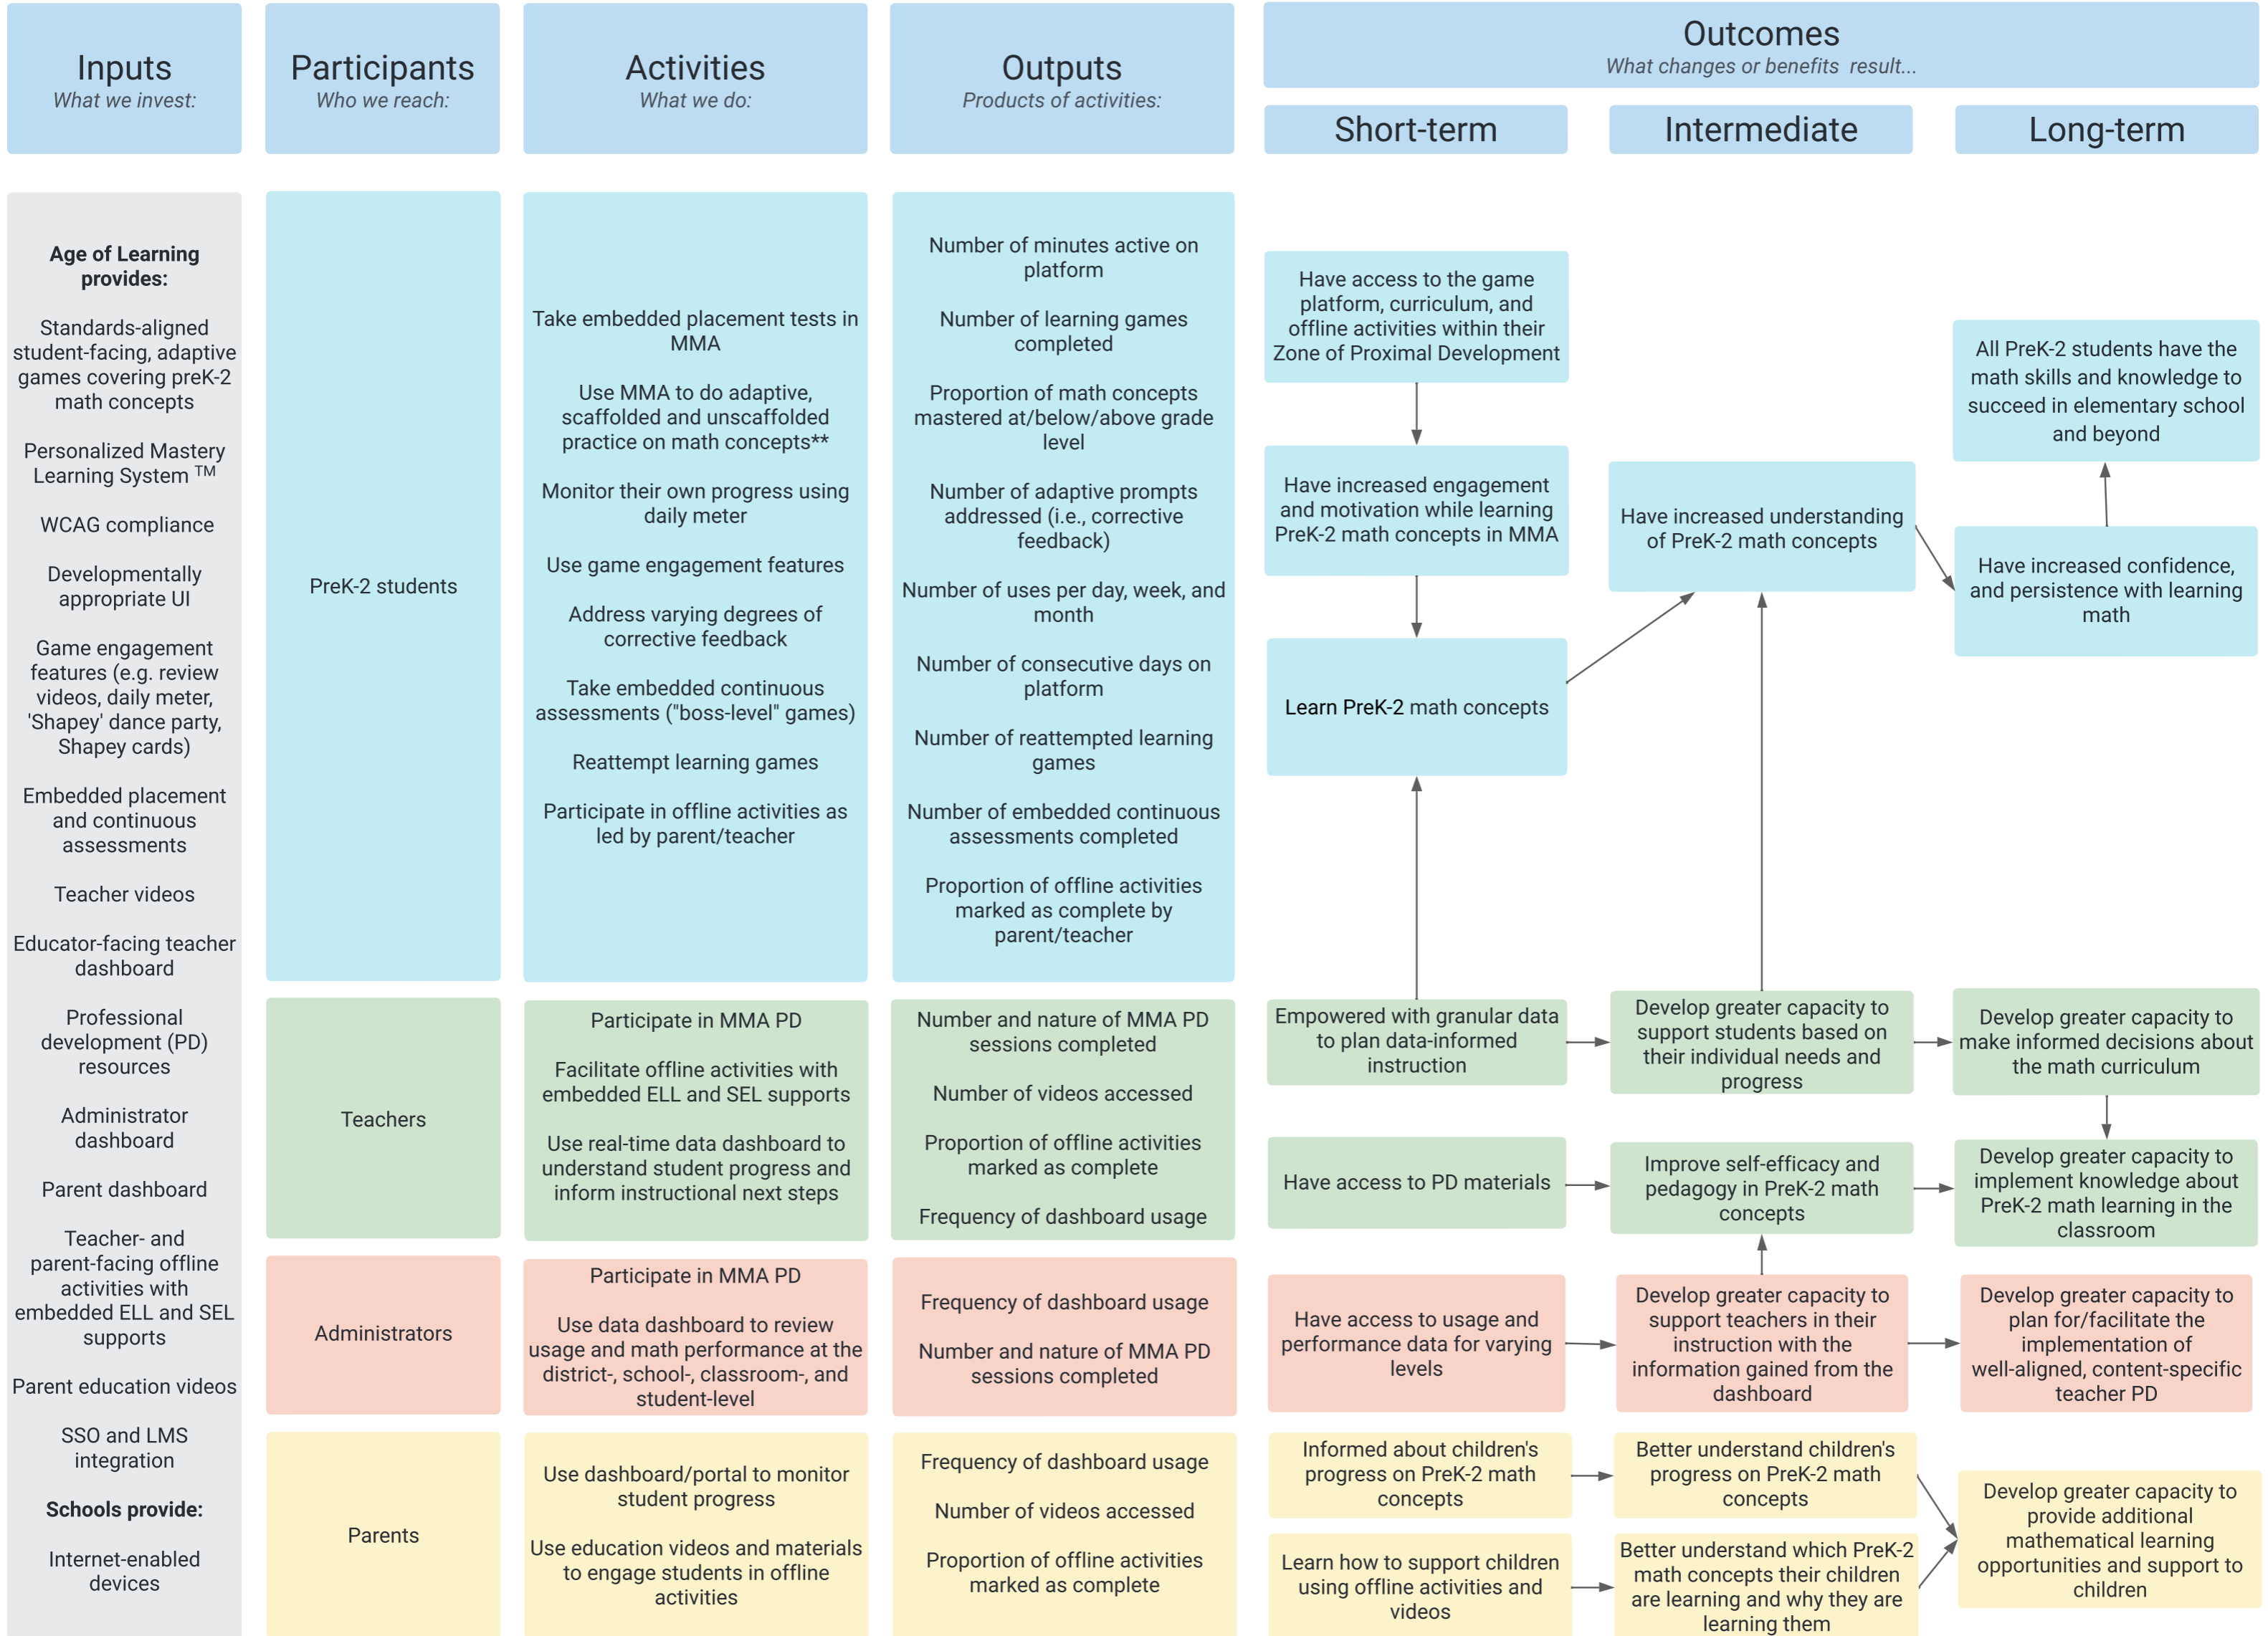 Inputs
What we invest:
Participants
Who we reach:
Activities
What we do:
Outputs
Products of activities:
Outcomes
What changes or benefits  result...
Short-term
Intermediate
Long-term
Age of Learning
provides:
Standards-aligned
student-facing, adaptive
games covering preK-2
math concepts
Personalized Mastery
Learning System TM
WCAG compliance
Developmentally
appropriate UI
Game engagement
features (e.g. review
videos, daily meter,
'Shapey' dance party,
Shapey cards)
Embedded placement
and continuous
assessments
Teacher videos
Educator-facing teacher
dashboard
Professional
development (PD)
resources
Administrator
dashboard
Parent dashboard
Teacher- and
parent-facing offline
activities with
embedded ELL and SEL
supports
Parent education videos
SSO and LMS
integration
Schools provide:
Internet-enabled
devices
PreK-2 students
Take embedded placement tests in
MMA
Use MMA to do adaptive,
scaffolded and unscaffolded
practice on math concepts**
Monitor their own progress using
daily meter
Use game engagement features
Address varying degrees of
corrective feedback
Take embedded continuous
assessments ("boss-level" games)
Reattempt learning games
Participate in offline activities as
led by parent/teacher
Number of minutes active on
platform
Number of learning games
completed
Proportion of math concepts
mastered at/below/above grade
level
Number of adaptive prompts
addressed (i.e., corrective
feedback)
Number of uses per day, week, and
month
Number of consecutive days on
platform
Number of reattempted learning
games
Number of embedded continuous
assessments completed
Proportion of offline activities
marked as complete by
parent/teacher
Have access to the game
platform, curriculum, and
offline activities within their
Zone of Proximal Development
Have increased engagement
and motivation while learning
PreK-2 math concepts in MMA
Learn PreK-2 math concepts
Have increased understanding
of PreK-2 math concepts
All PreK-2 students have the
math skills and knowledge to
succeed in elementary school
and beyond
Have increased confidence,
and persistence with learning
math
Teachers
Participate in MMA PD
Facilitate offline activities with
embedded ELL and SEL supports
Use real-time data dashboard to
understand student progress and
inform instructional next steps
Number and nature of MMA PD
sessions completed
Number of videos accessed
Proportion of offline activities
marked as complete
Frequency of dashboard usage
Empowered with granular data
to plan data-informed
instruction
Develop greater capacity to
support students based on
their individual needs and
progress
Develop greater capacity to
make informed decisions about
the math curriculum
Have access to PD materials
Improve self-efficacy and
pedagogy in PreK-2 math
concepts
Develop greater capacity to
implement knowledge about
PreK-2 math learning in the
classroom
Administrators
Participate in MMA PD
Use data dashboard to review
usage and math performance at the
district-, school-, classroom-, and
student-level
Frequency of dashboard usage
Number and nature of MMA PD
sessions completed
Have access to usage and
performance data for varying
levels
Develop greater capacity to
support teachers in their
instruction with the
information gained from the
dashboard
Develop greater capacity to
plan for/facilitate the
implementation of
well-aligned, content-specific
teacher PD
Parents
Use dashboard/portal to monitor
student progress
Use education videos and materials
to engage students in offline
activities
Frequency of dashboard usage
Number of videos accessed
Proportion of offline activities
marked as complete
Informed about children's
progress on PreK-2 math
concepts
Better understand children's
progress on PreK-2 math
concepts
Learn how to support children
using offline activities and
videos
Better understand which PreK-2
math concepts their children
are learning and why they are
learning them
Develop greater capacity to
provide additional
mathematical learning
opportunities and support to
children